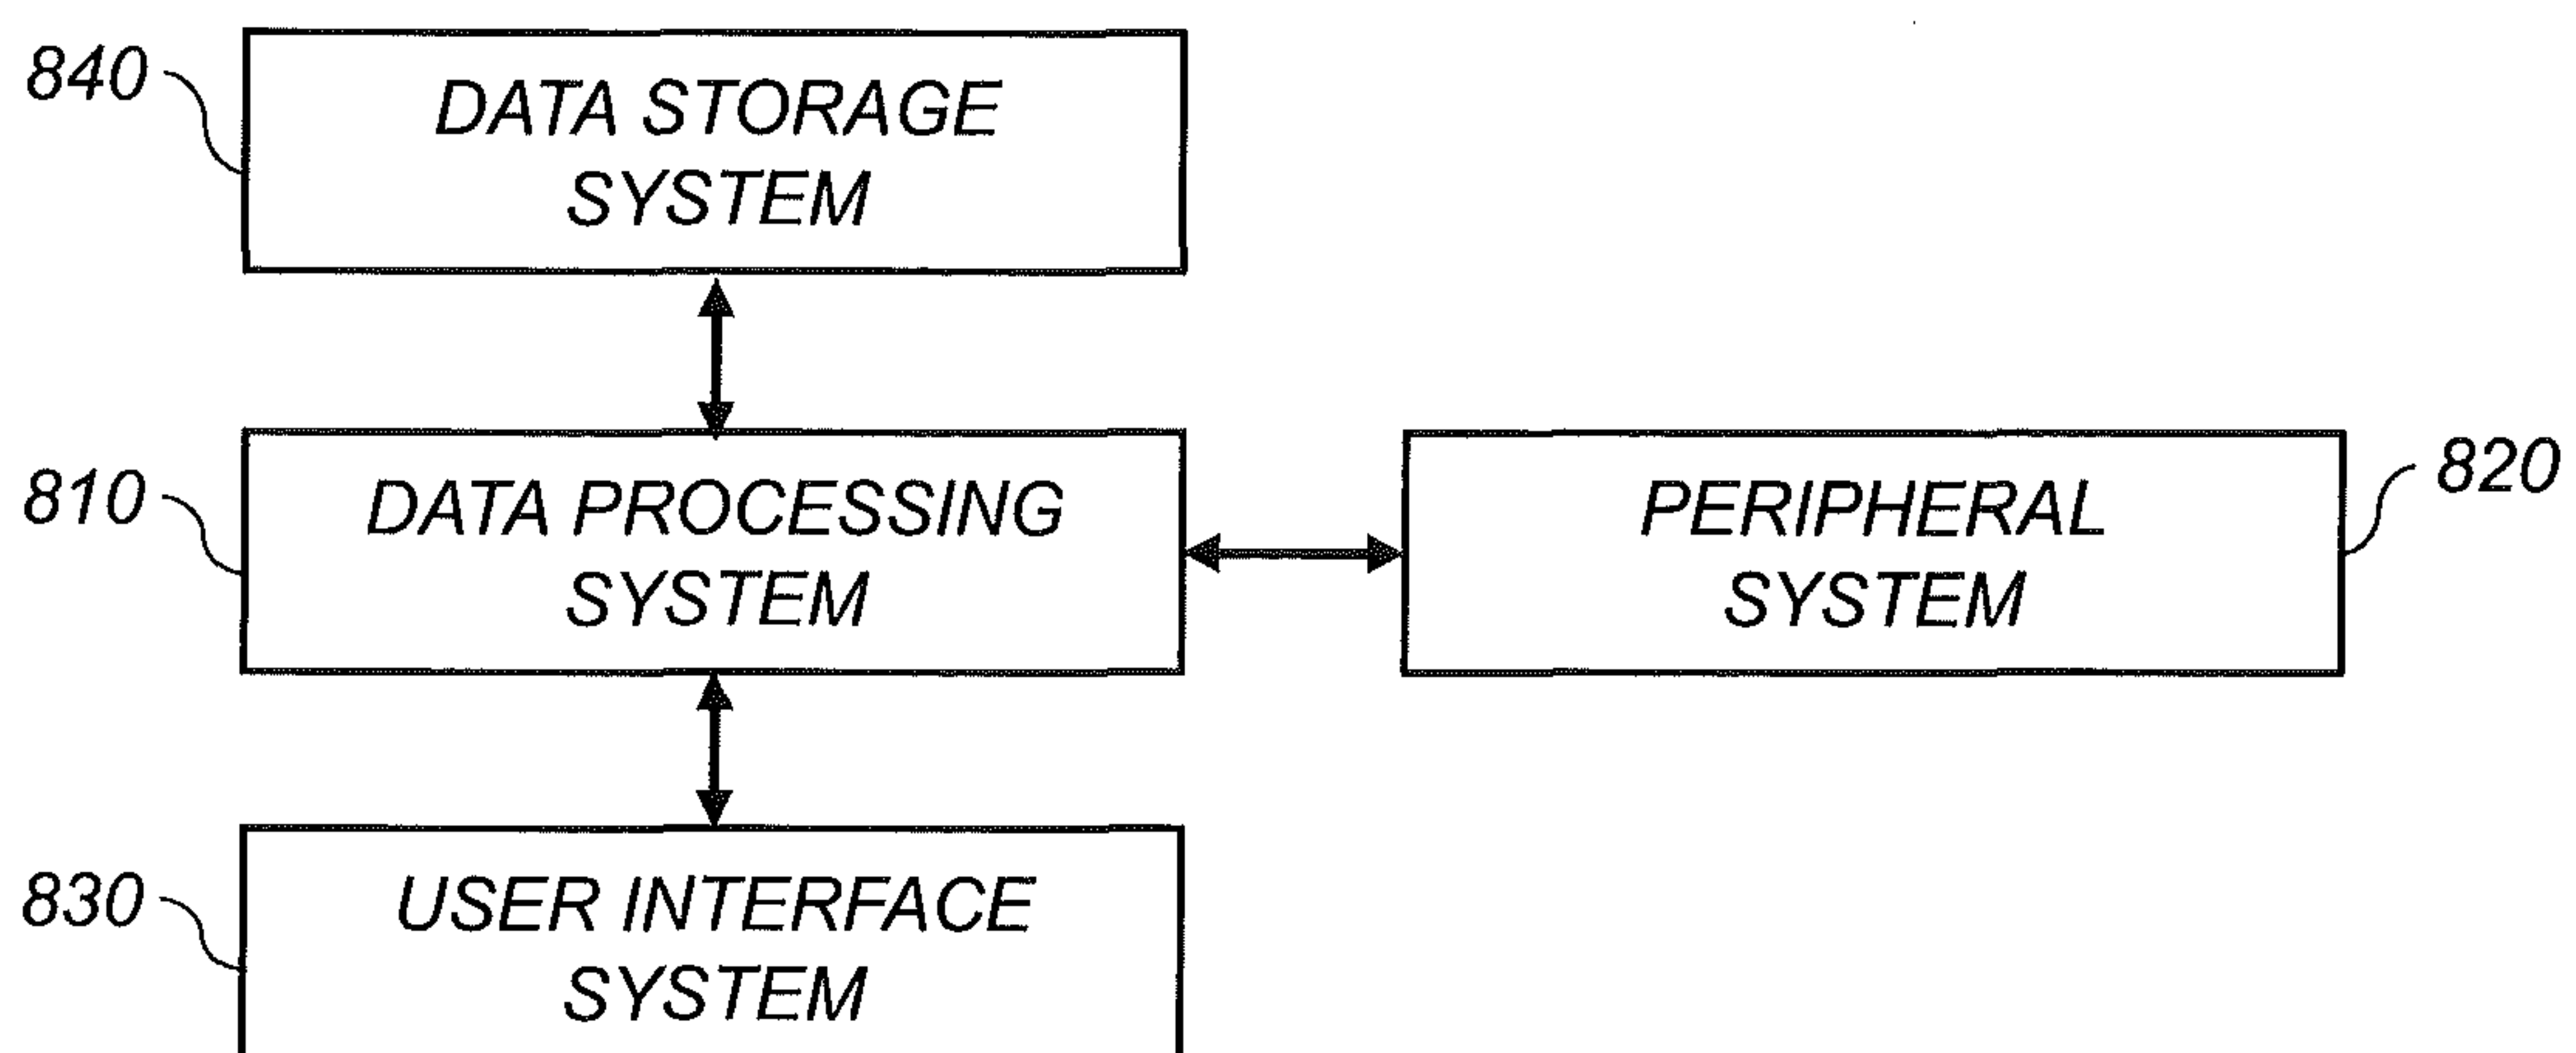 840
DATA STORAGE
SYSTEM
810
DATA PROCESSING
SYSTEM
PERIPHERAL
SYSTEM
820
830
USER INTERFACE
SYSTEM